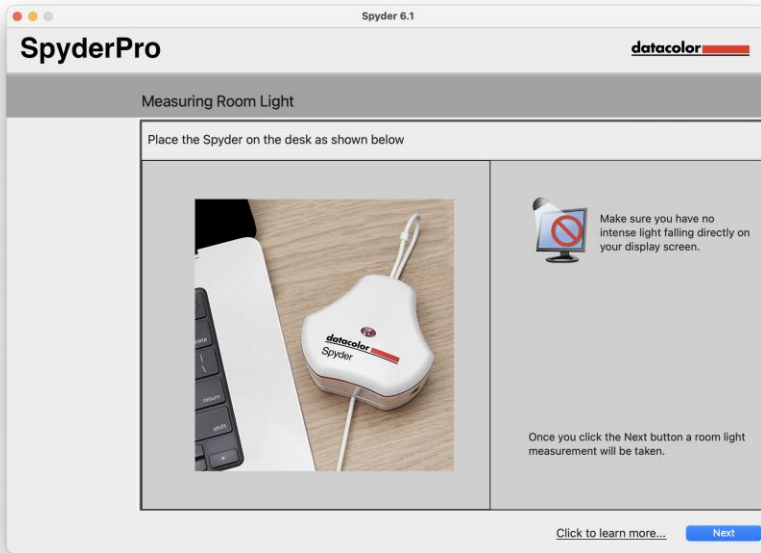 Spyder 6.1
SpyderPro
datacolor
Measuring Room Light
Place the Spyder on the desk as shown below
Make sure you have no
intense light falling directly on
your display screen.
datacolor
Spyder
return
shift
Once you click the Next button a room light
measurement will be taken.
Click to learn more...
Next